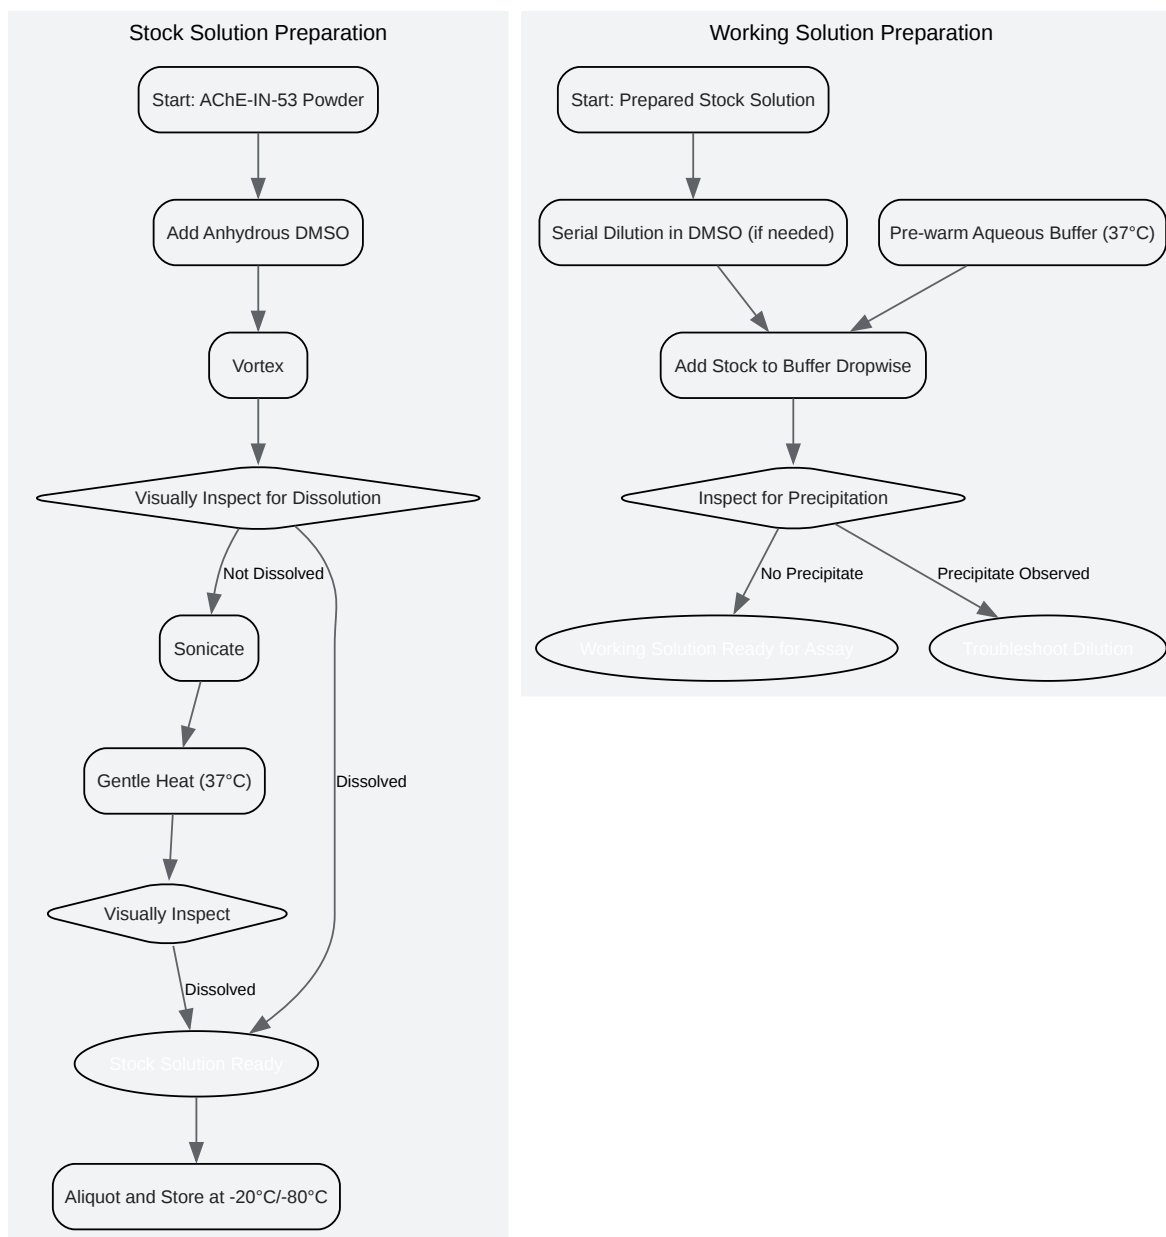 Stock Solution Preparation
Start: AChE-IN-53 Powder
Add Anhydrous DMSO
Vortex
Visually Inspect for Dissolution
Not Dissolved
Sonicate
Gentle Heat (37°C)
Dissolved
Visually Inspect
Dissolved
Stock Solution Ready
Aliquot and Store at -20°C/-80°C
Working Solution Preparation
Start: Prepared Stock Solution
Serial Dilution in DMSO (if needed)
Pre-warm Aqueous Buffer (37°C)
Add Stock to Buffer Dropwise
Inspect for Precipitation
No Precipitate
Precipitate Observed
Working Solution Ready for Assay
Troubleshoot Dilution